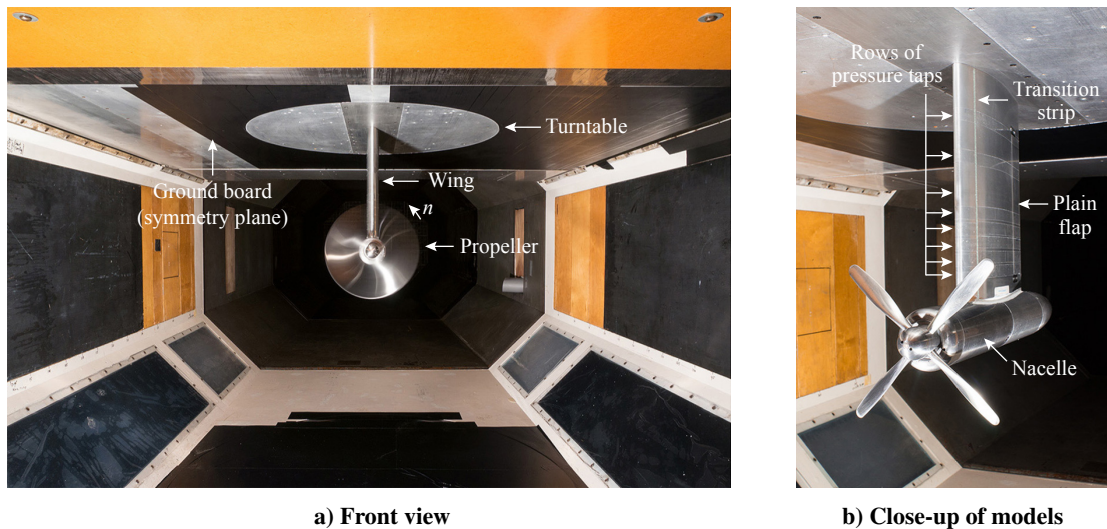 Turntable
Wing
Ground board
(symmetry plane)
n
Propeller
a) Front view
Rows of
pressure taps
Transition
strip
Plain
flap
Nacelle
b) Close-up of models